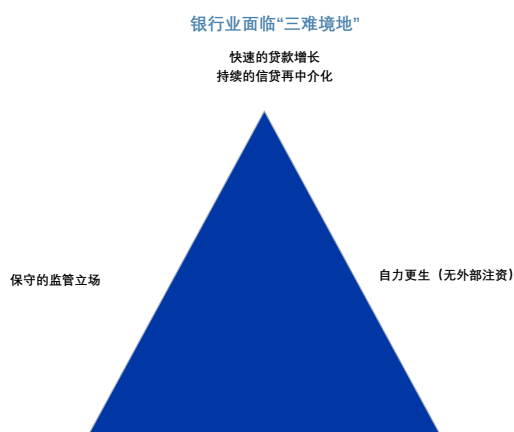 银行业面临“三难境地”
快速的贷款增长
持续的信贷再中介化
保守的监管立场
自力更生（无外部注资）